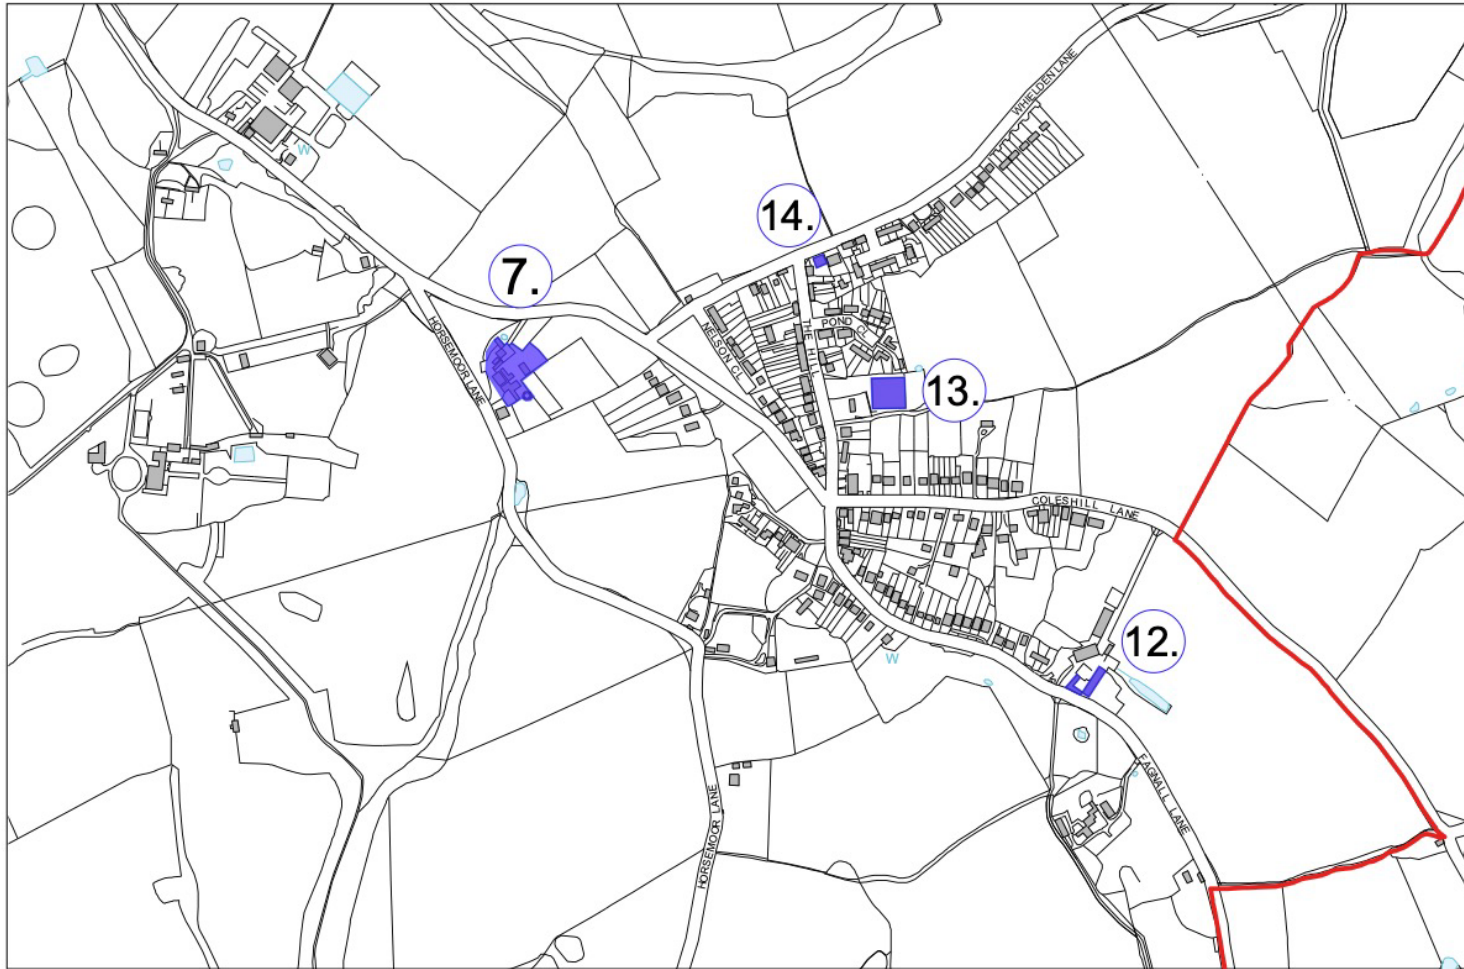 WHIELDEN LANE
W
14.
7.
HORSEMOOR LANE
NELSON CL
THE HILL
POND CL
13.
COLESHILL LANE
12.
W
FAGNALL LANE
HORSEMOOR LANE